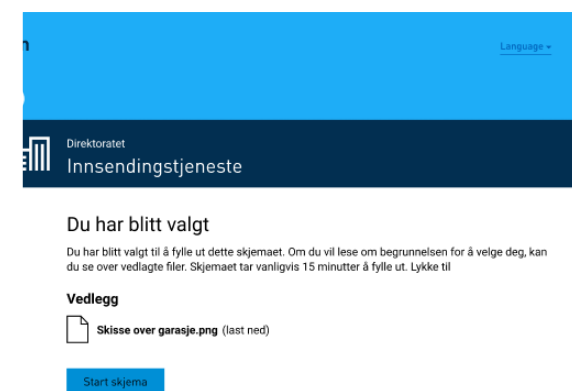 n
Language
Direktoratet
Innsendingstjeneste
Du har blitt valgt
Du har blitt valgt til å fylle ut dette skjemaet. Om du vil lese om begrunnelsen for å velge deg, kan
du se over vedlagte filer. Skjemaet tar vanligvis 15 minutter å fylle ut. Lykke til
Vedlegg
Skisse over garasje.png (last ned)
Start skjema